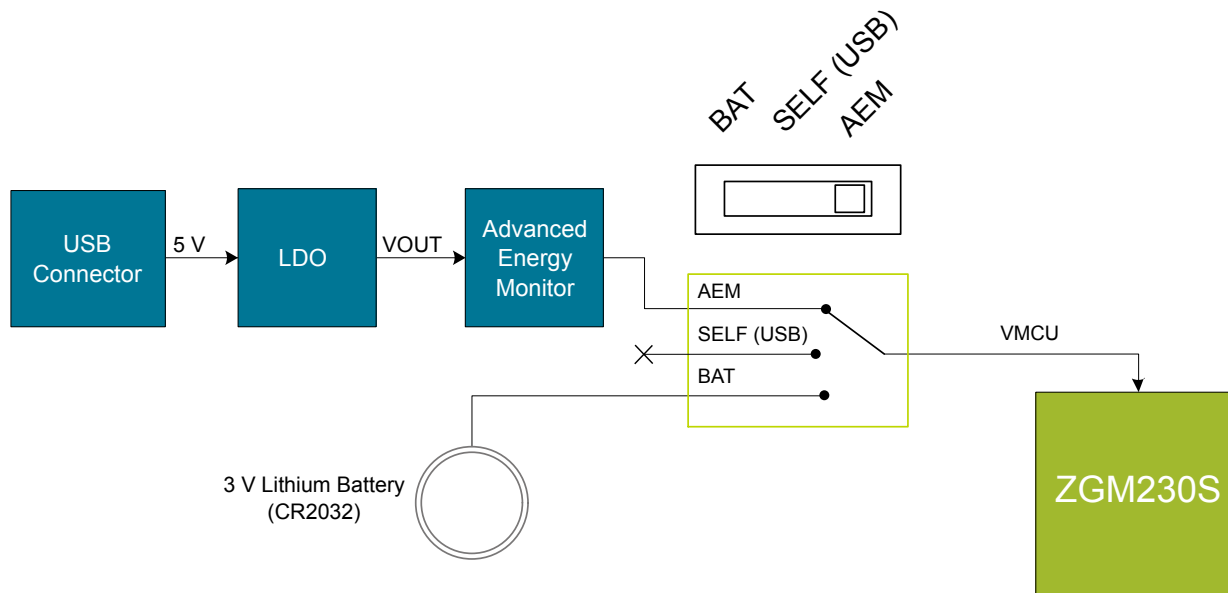 BAT
SELF (USB)
AEM
USB
Connector
5 V
LDO
VOUT
Advanced
Energy
Monitor
AEM
SELF (USB)
BAT
VMCU
3 V Lithium Battery
(CR2032)
ZGM230S